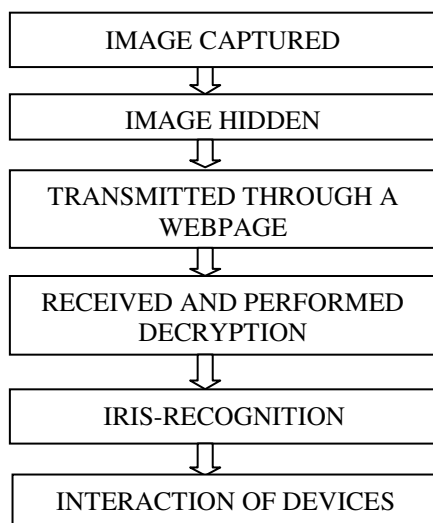 IMAGE CAPTURED
IMAGE HIDDEN
TRANSMITTED THROUGH A
WEBPAGE
RECEIVED AND PERFORMED
DECRYPTION
IRIS-RECOGNITION
INTERACTION OF DEVICES